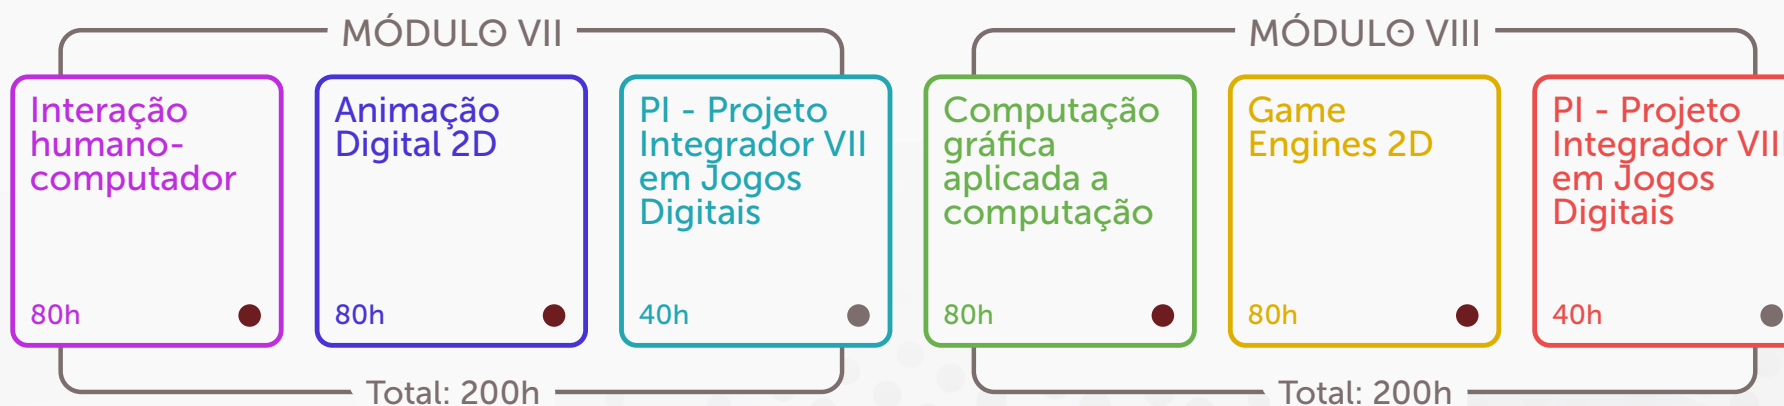 MÓDULO VII
Interação
humano-
computador
80h
Animação
Digital 2D
80h
PI - Projeto
Integrador VII
em Jogos
Digitais
40h
Total: 200h
MÓDULO VIII
Computação
gráfica
aplicada a
computação
80h
Game
Engines 2D
80h
PI - Projeto
Integrador VIII
em Jogos
Digitais
40h
Total: 200h